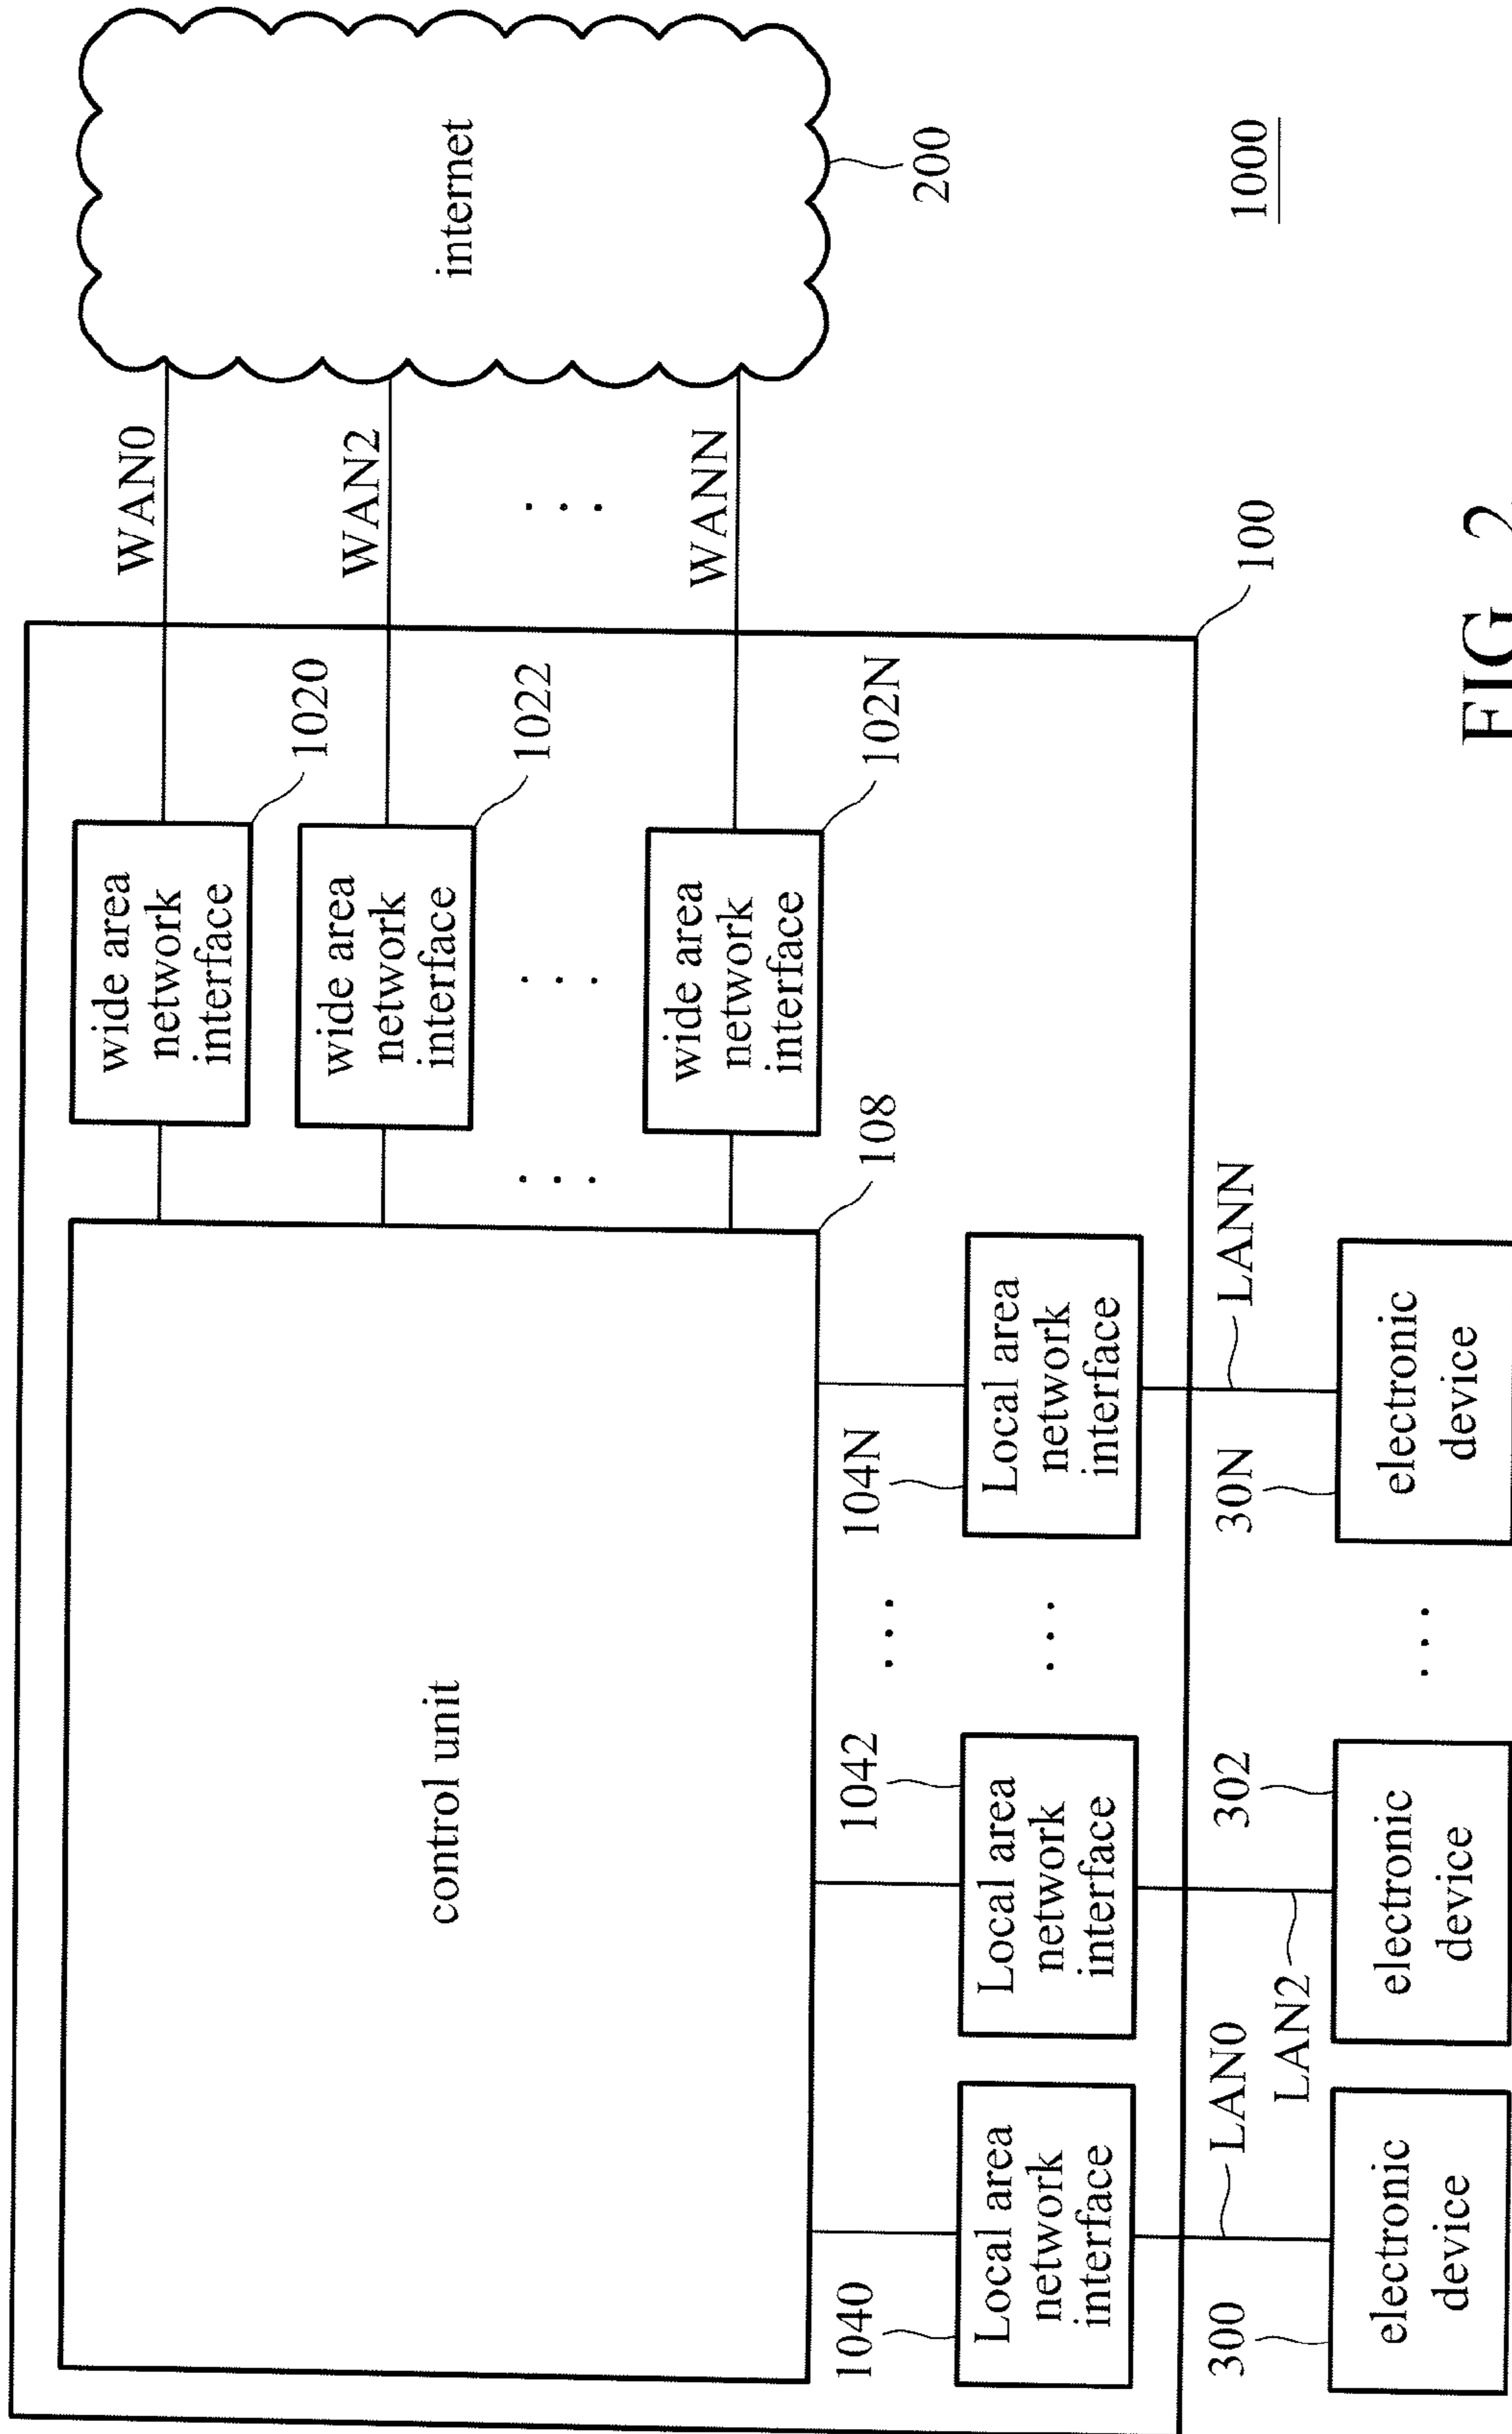 internet
200
1000
WAN0
WAN2
. . .
WANN
100
wide area
network
interface
1020
wide area
network
interface
1022
. . .
wide area
network
interface
102N
. . .
108
control unit
1040
Local area
network
interface
1042
Local area
network
interface
. . .
. . .
104N
Local area
network
interface
LAN0
LAN2
LANN
300
electronic
device
302
electronic
device
. . .
30N
electronic
device
FIG. 2